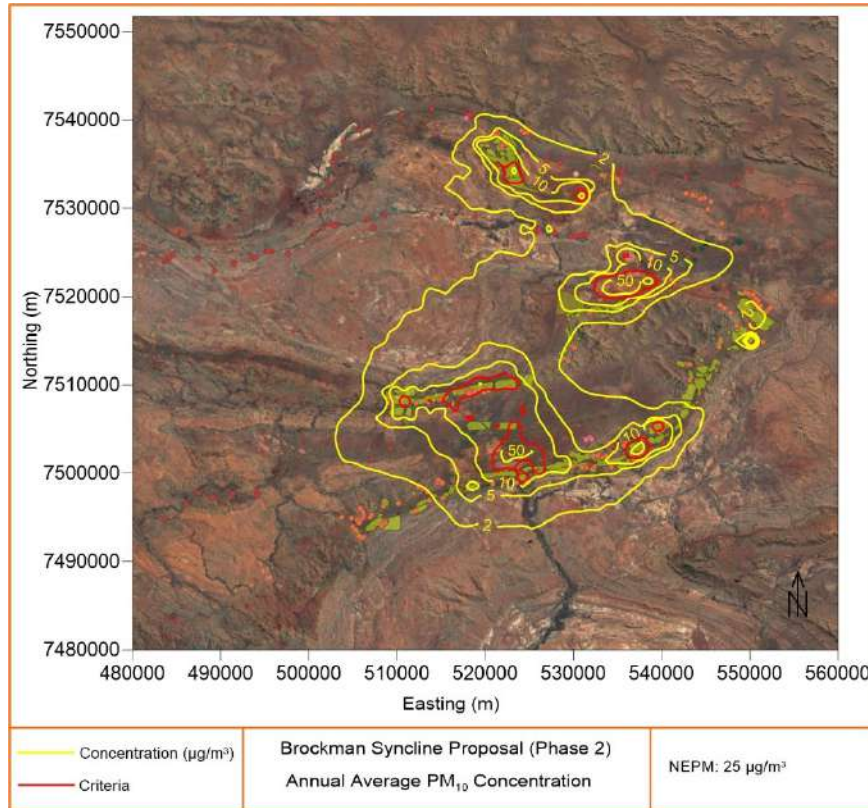 7550000
7540000
7530000
7520000
7510000
7500000
7490000
7480000
Northing (m)
2
5
10
5
10
50
50
10
10
5
2
N
480000 490000 500000 510000 520000 530000 540000 550000 560000
Easting (m)
Concentration (µg/m³)
Criteria
Brockman Syncline Proposal (Phase 2)
Annual Average PM₁₀ Concentration
NEPM: 25 µg/m³